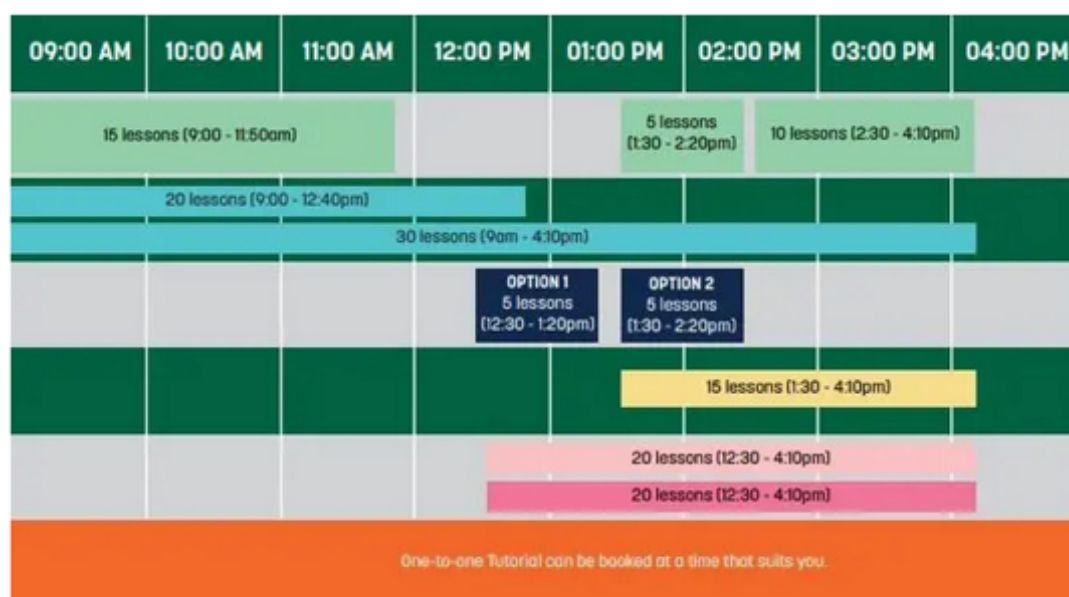 09:00 AM 10:00 AM 11:00 AM 12:00 PM 01:00 PM 02:00 PM 03:00 PM 04:00 PM
15 lessons (9:00 - 11:50am)
5 lessons
(1:30 - 2:20pm)
10 lessons (2:30 - 4:10pm)
20 lessons (9:00 - 12:40pm)
30 lessons (9am - 4:10pm)
OPTION 1
5 lessons
(12:30 - 1:20pm)
OPTION 2
5 lessons
(1:30 - 2:20pm)
15 lessons (1:30 - 4:10pm)
20 lessons (12:30 - 4:10pm)
20 lessons (12:30 - 4:10pm)
One-to-one Tutorial can be booked at a time that suits you.